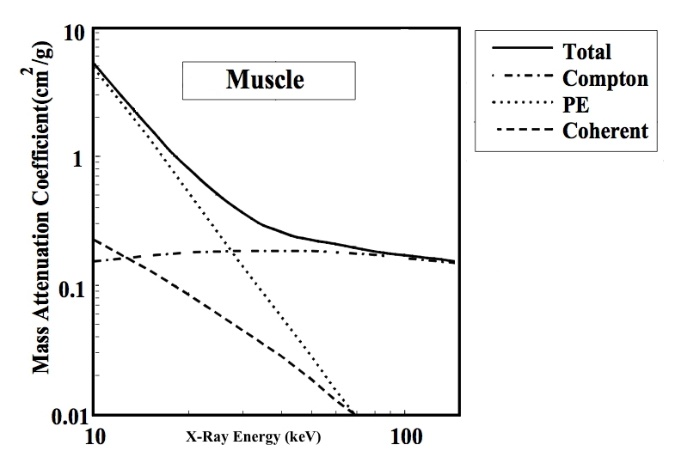 Muscle
Total
Compton
PE
Coherent
Mass Attenuation Coefficient(cm²/g)
10
1
0.1
0.01
10
X-Ray Energy (keV)
100